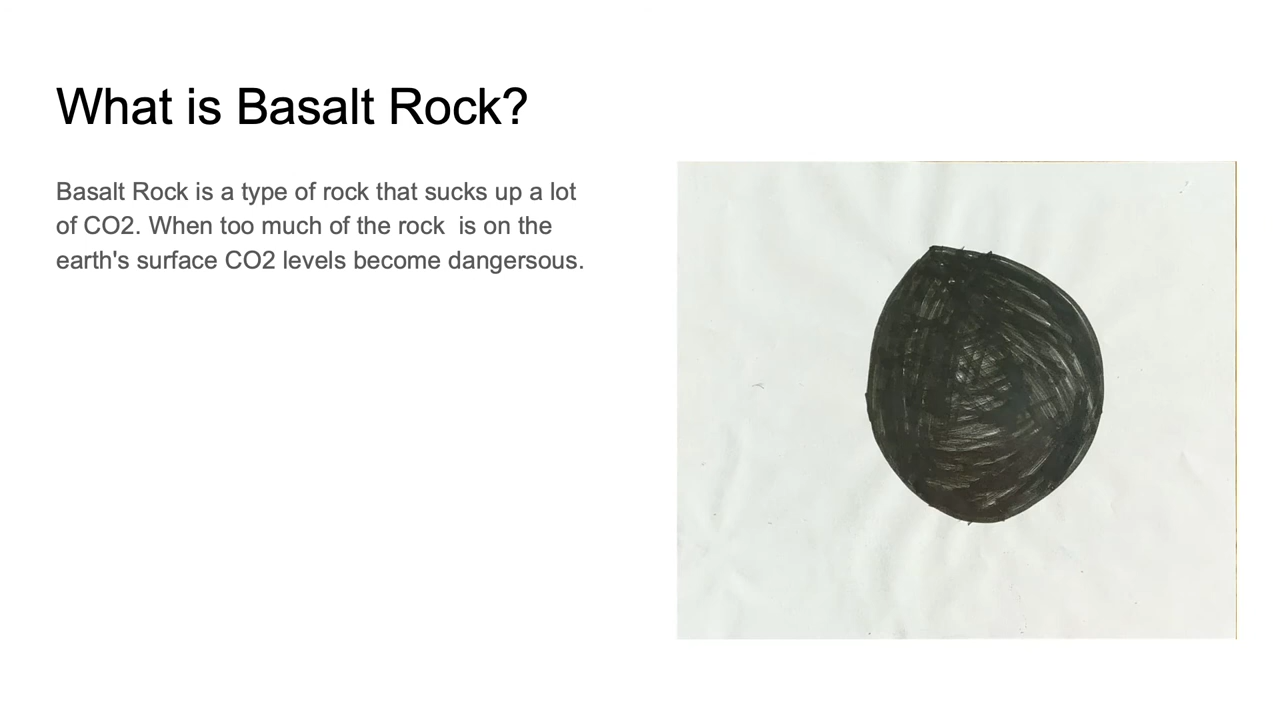 What is Basalt Rock?
Basalt Rock is a type of rock that sucks up a lot
of CO2. When too much of the rock  is on the
earth's surface CO2 levels become dangersous.